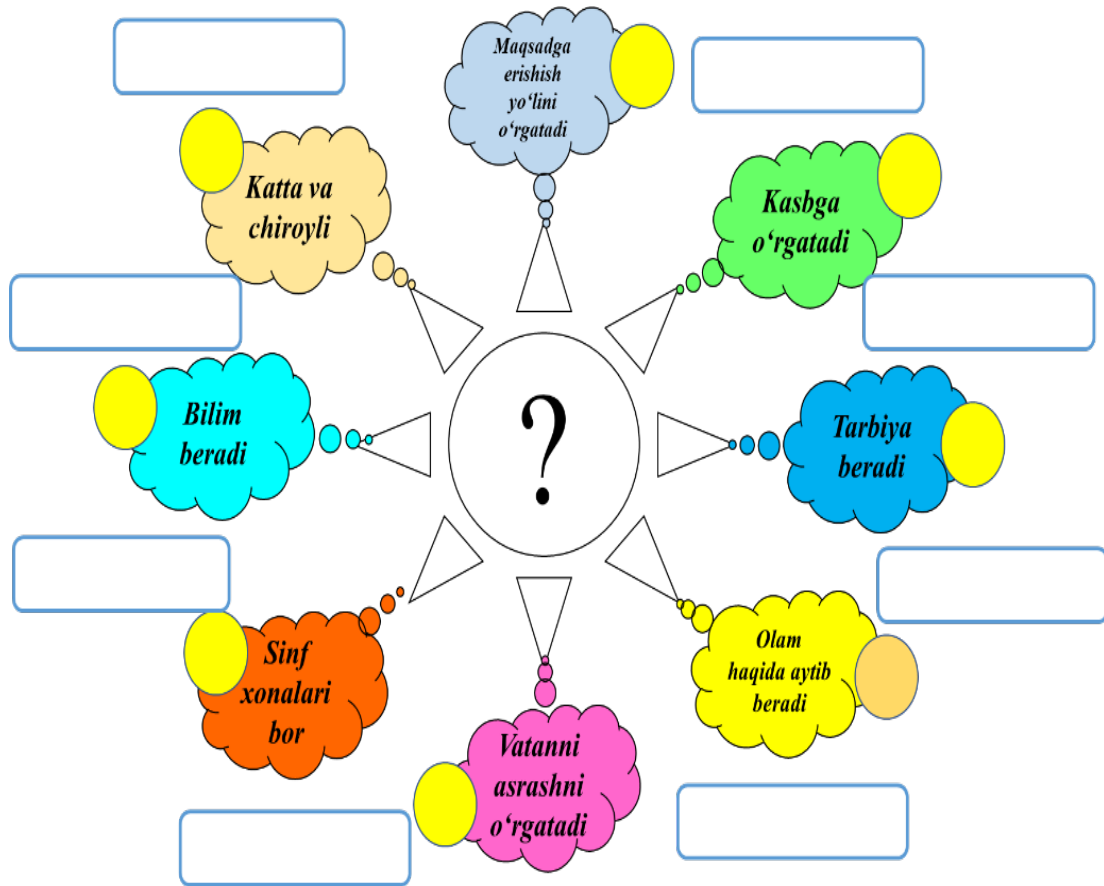 Maqsadga
erishish
yo‘lini
o‘rgatadi
Katta va
chiroyli
Kasbga
o‘rgatadi
Bilim
beradi
?
Tarbiya
beradi
Sinf
xonalari
bor
Olam
haqida aytib
beradi
Vatanni
asrashni
o‘rgatadi